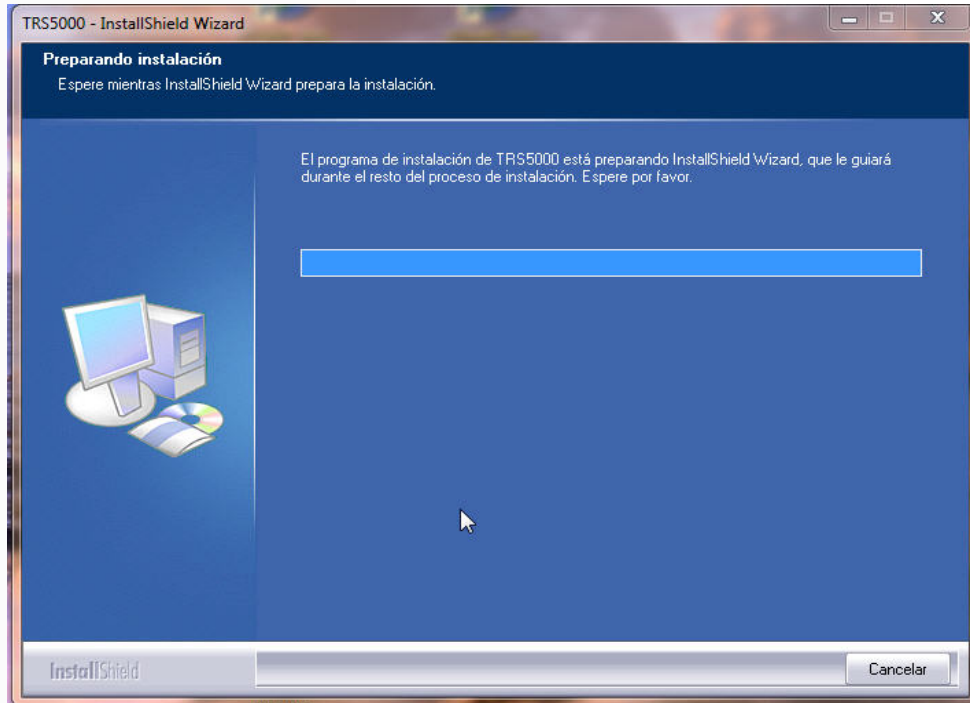 TRS5000 - InstallShield Wizard
Preparando instalación
Espere mientras InstallShield Wizard prepara la instalación.
El programa de instalación de TRS5000 está preparando InstallShield Wizard, que le guiará
durante el resto del proceso de instalación. Espere por favor.
InstallShield
Cancelar